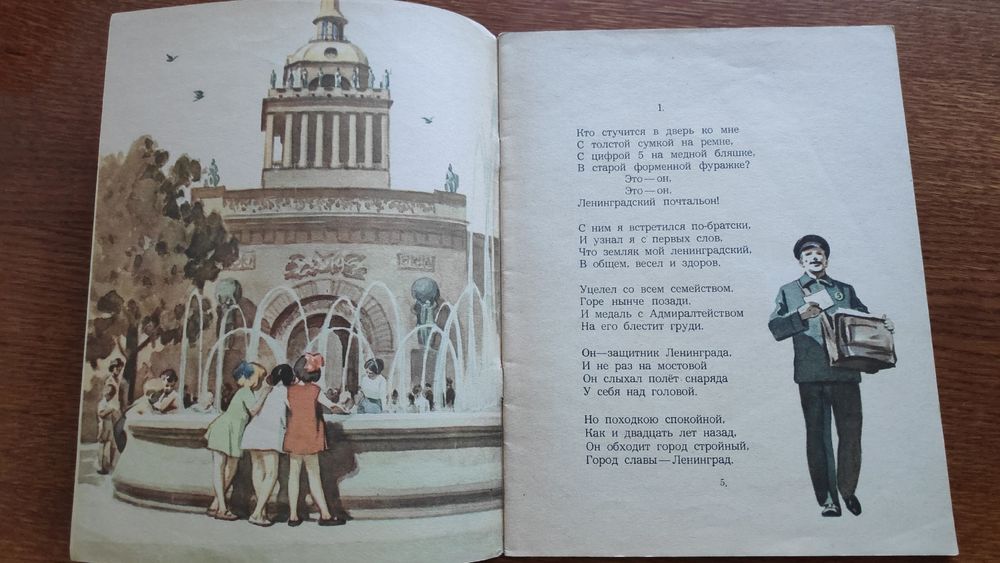 1.
Кто стучится в дверь ко мне
С толстой сумкой на ремне,
С цифрой 5 на медной бляшке,
В старой форменной фуражке?
Это—он.
Это—он.
Ленинградский почтальон!
С ним я встретился по-братски,
И узнал я с первых слов,
Что земляк мой ленинградский,
В общем, весел и здоров.
Уцелел со всем семейством.
Горе нынче позади.
И медаль с Адмиралтейством
На его блестит груди.
Он—защитник Ленинграда,
И не раз на мостовой
Он слыхал полёт снаряда
У себя над головой.
Но походкою спокойной,
Как и двадцать лет назад,
Он обходит город стройный,
Город славы—Ленинград.
5,